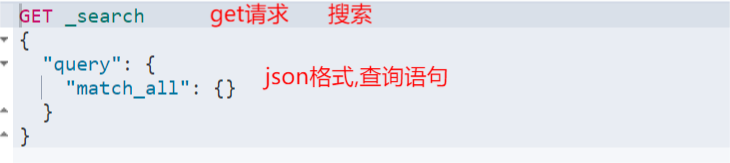 GET _search get请求 搜索
{
"query": {
"match_all": {} json格式,查询语句
}
}